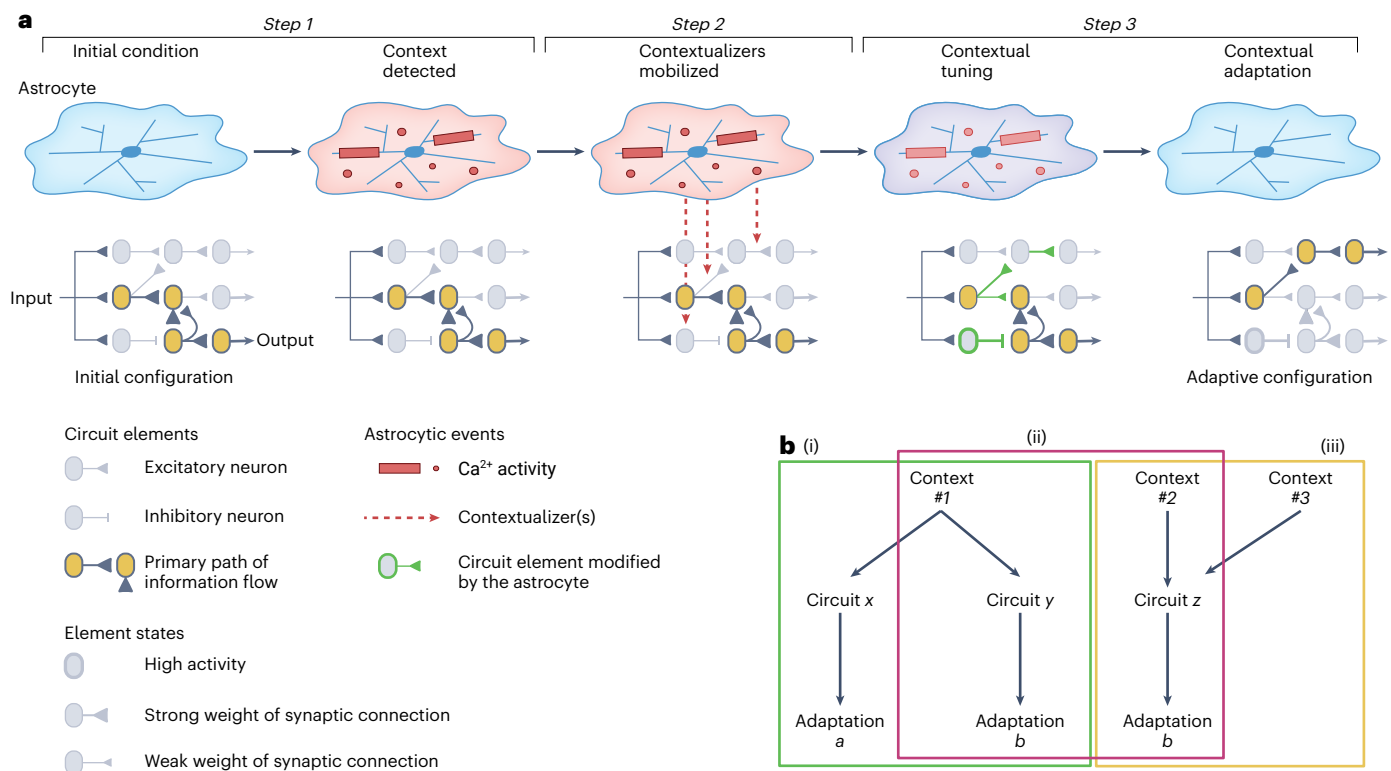 a
Step 1
Step 2
Step 3
Initial condition
Context
detected
Contextualizers
mobilized
Contextual
tuning
Contextual
adaptation
Astrocyte
Input
Output
Initial configuration
Adaptive configuration
Circuit elements
Excitatory neuron
Inhibitory neuron
Primary path of
information flow
Element states
High activity
Strong weight of synaptic connection
Weak weight of synaptic connection
Astrocytic events
Ca²⁺ activity
Contextualizer(s)
Circuit element modified
by the astrocyte
b
(i)
(ii)
(iii)
Context
#1
Context
#2
Context
#3
Circuit x
Circuit y
Circuit z
Adaptation
a
Adaptation
b
Adaptation
b